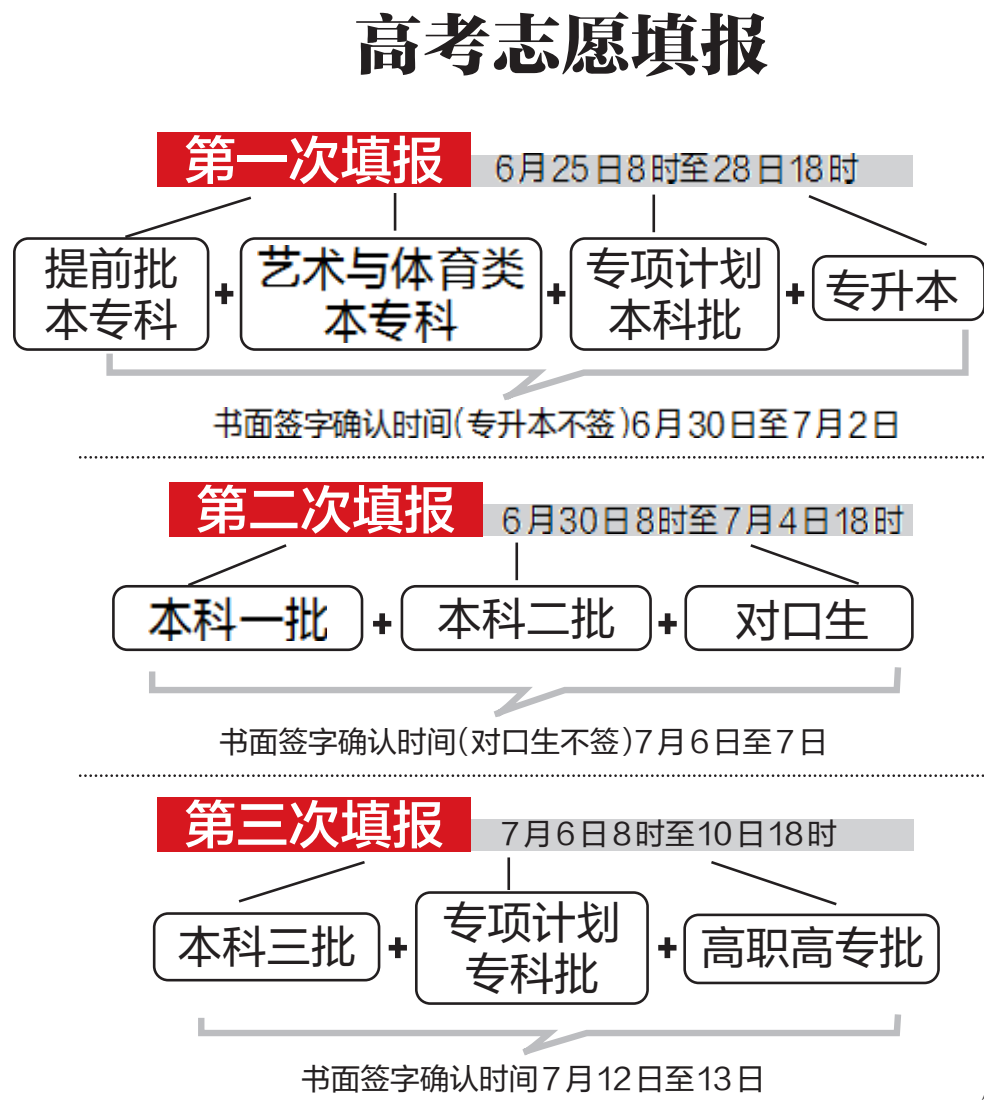 高考志愿填报
第一次填报 6月25日8时至28日18时
提前批
本专科
+
艺术与体育类
本专科
+
专项计划
本科批
+
专升本
书面签字确认时间(专升本不签)6月30日至7月2日
第二次填报 6月30日8时至7月4日18时
本科一批 + 本科二批 + 对口生
书面签字确认时间(对口生不签)7月6日至7日
第三次填报 7月6日8时至10日18时
本科三批
+
专项计划
专科批
+
高职高专批
书面签字确认时间7月12日至13日